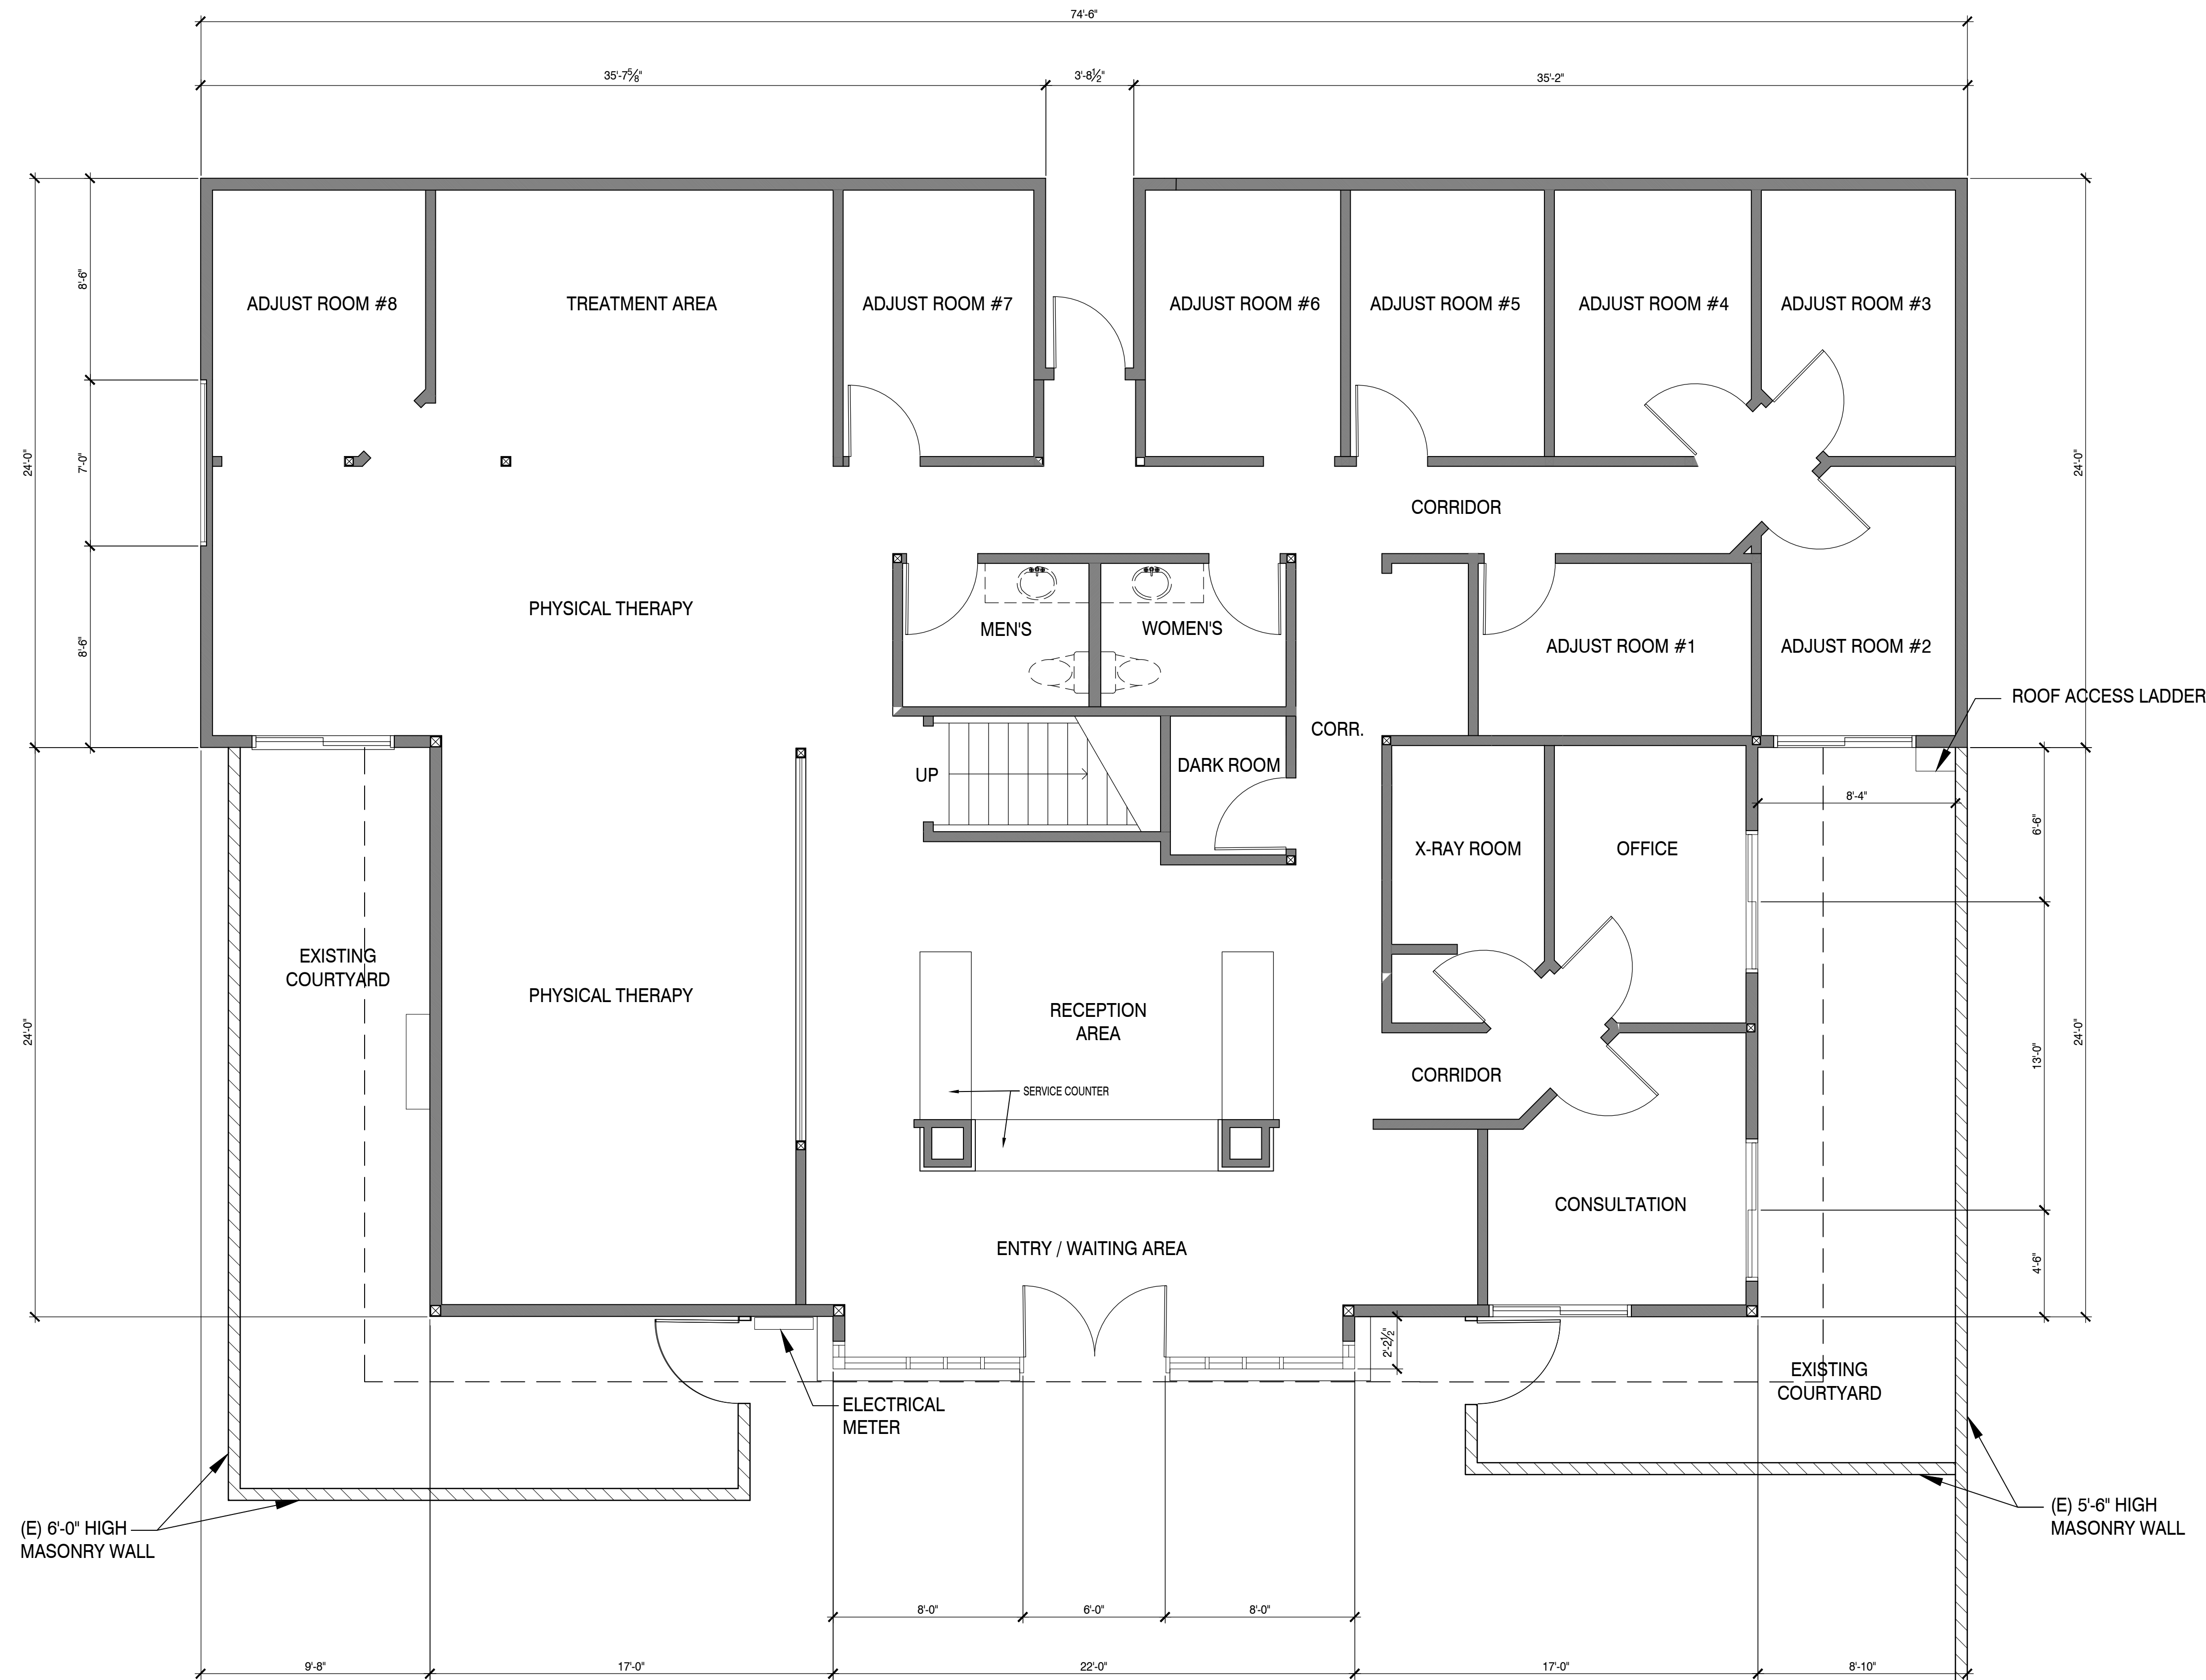 74'-6"
35'-7⅝"
3'-8½"
35'-2"
8'-6"
7'-0"
8'-6"
24'-0"
24'-0"
24'-0"
24'-0"
ADJUST ROOM #8
TREATMENT AREA
ADJUST ROOM #7
ADJUST ROOM #6
ADJUST ROOM #5
ADJUST ROOM #4
ADJUST ROOM #3
CORRIDOR
PHYSICAL THERAPY
MEN'S
WOMEN'S
ADJUST ROOM #1
ADJUST ROOM #2
ROOF ACCESS LADDER
CORR.
UP
DARK ROOM
8'-4"
6'-6"
X-RAY ROOM
OFFICE
EXISTING
COURTYARD
PHYSICAL THERAPY
RECEPTION
AREA
13'-0"
CORRIDOR
SERVICE COUNTER
CONSULTATION
ENTRY / WAITING AREA
4'-6"
2'-2½"
EXISTING
COURTYARD
ELECTRICAL
METER
(E) 6'-0" HIGH
MASONRY WALL
(E) 5'-6" HIGH
MASONRY WALL
8'-0"
6'-0"
8'-0"
9'-8"
17'-0"
22'-0"
17'-0"
8'-10"